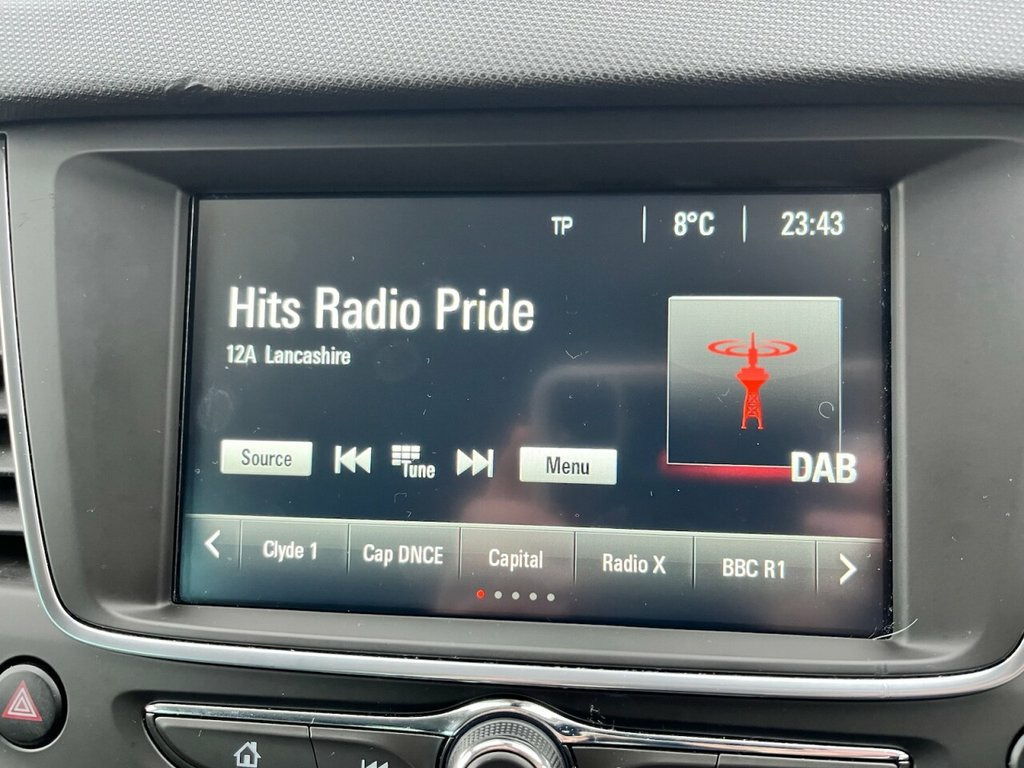 TP 8°C 23:43
Hits Radio Pride
12A Lancashire
DAB
Source Tune Menu
Clyde 1 Cap DNCE Capital Radio X BBC R1